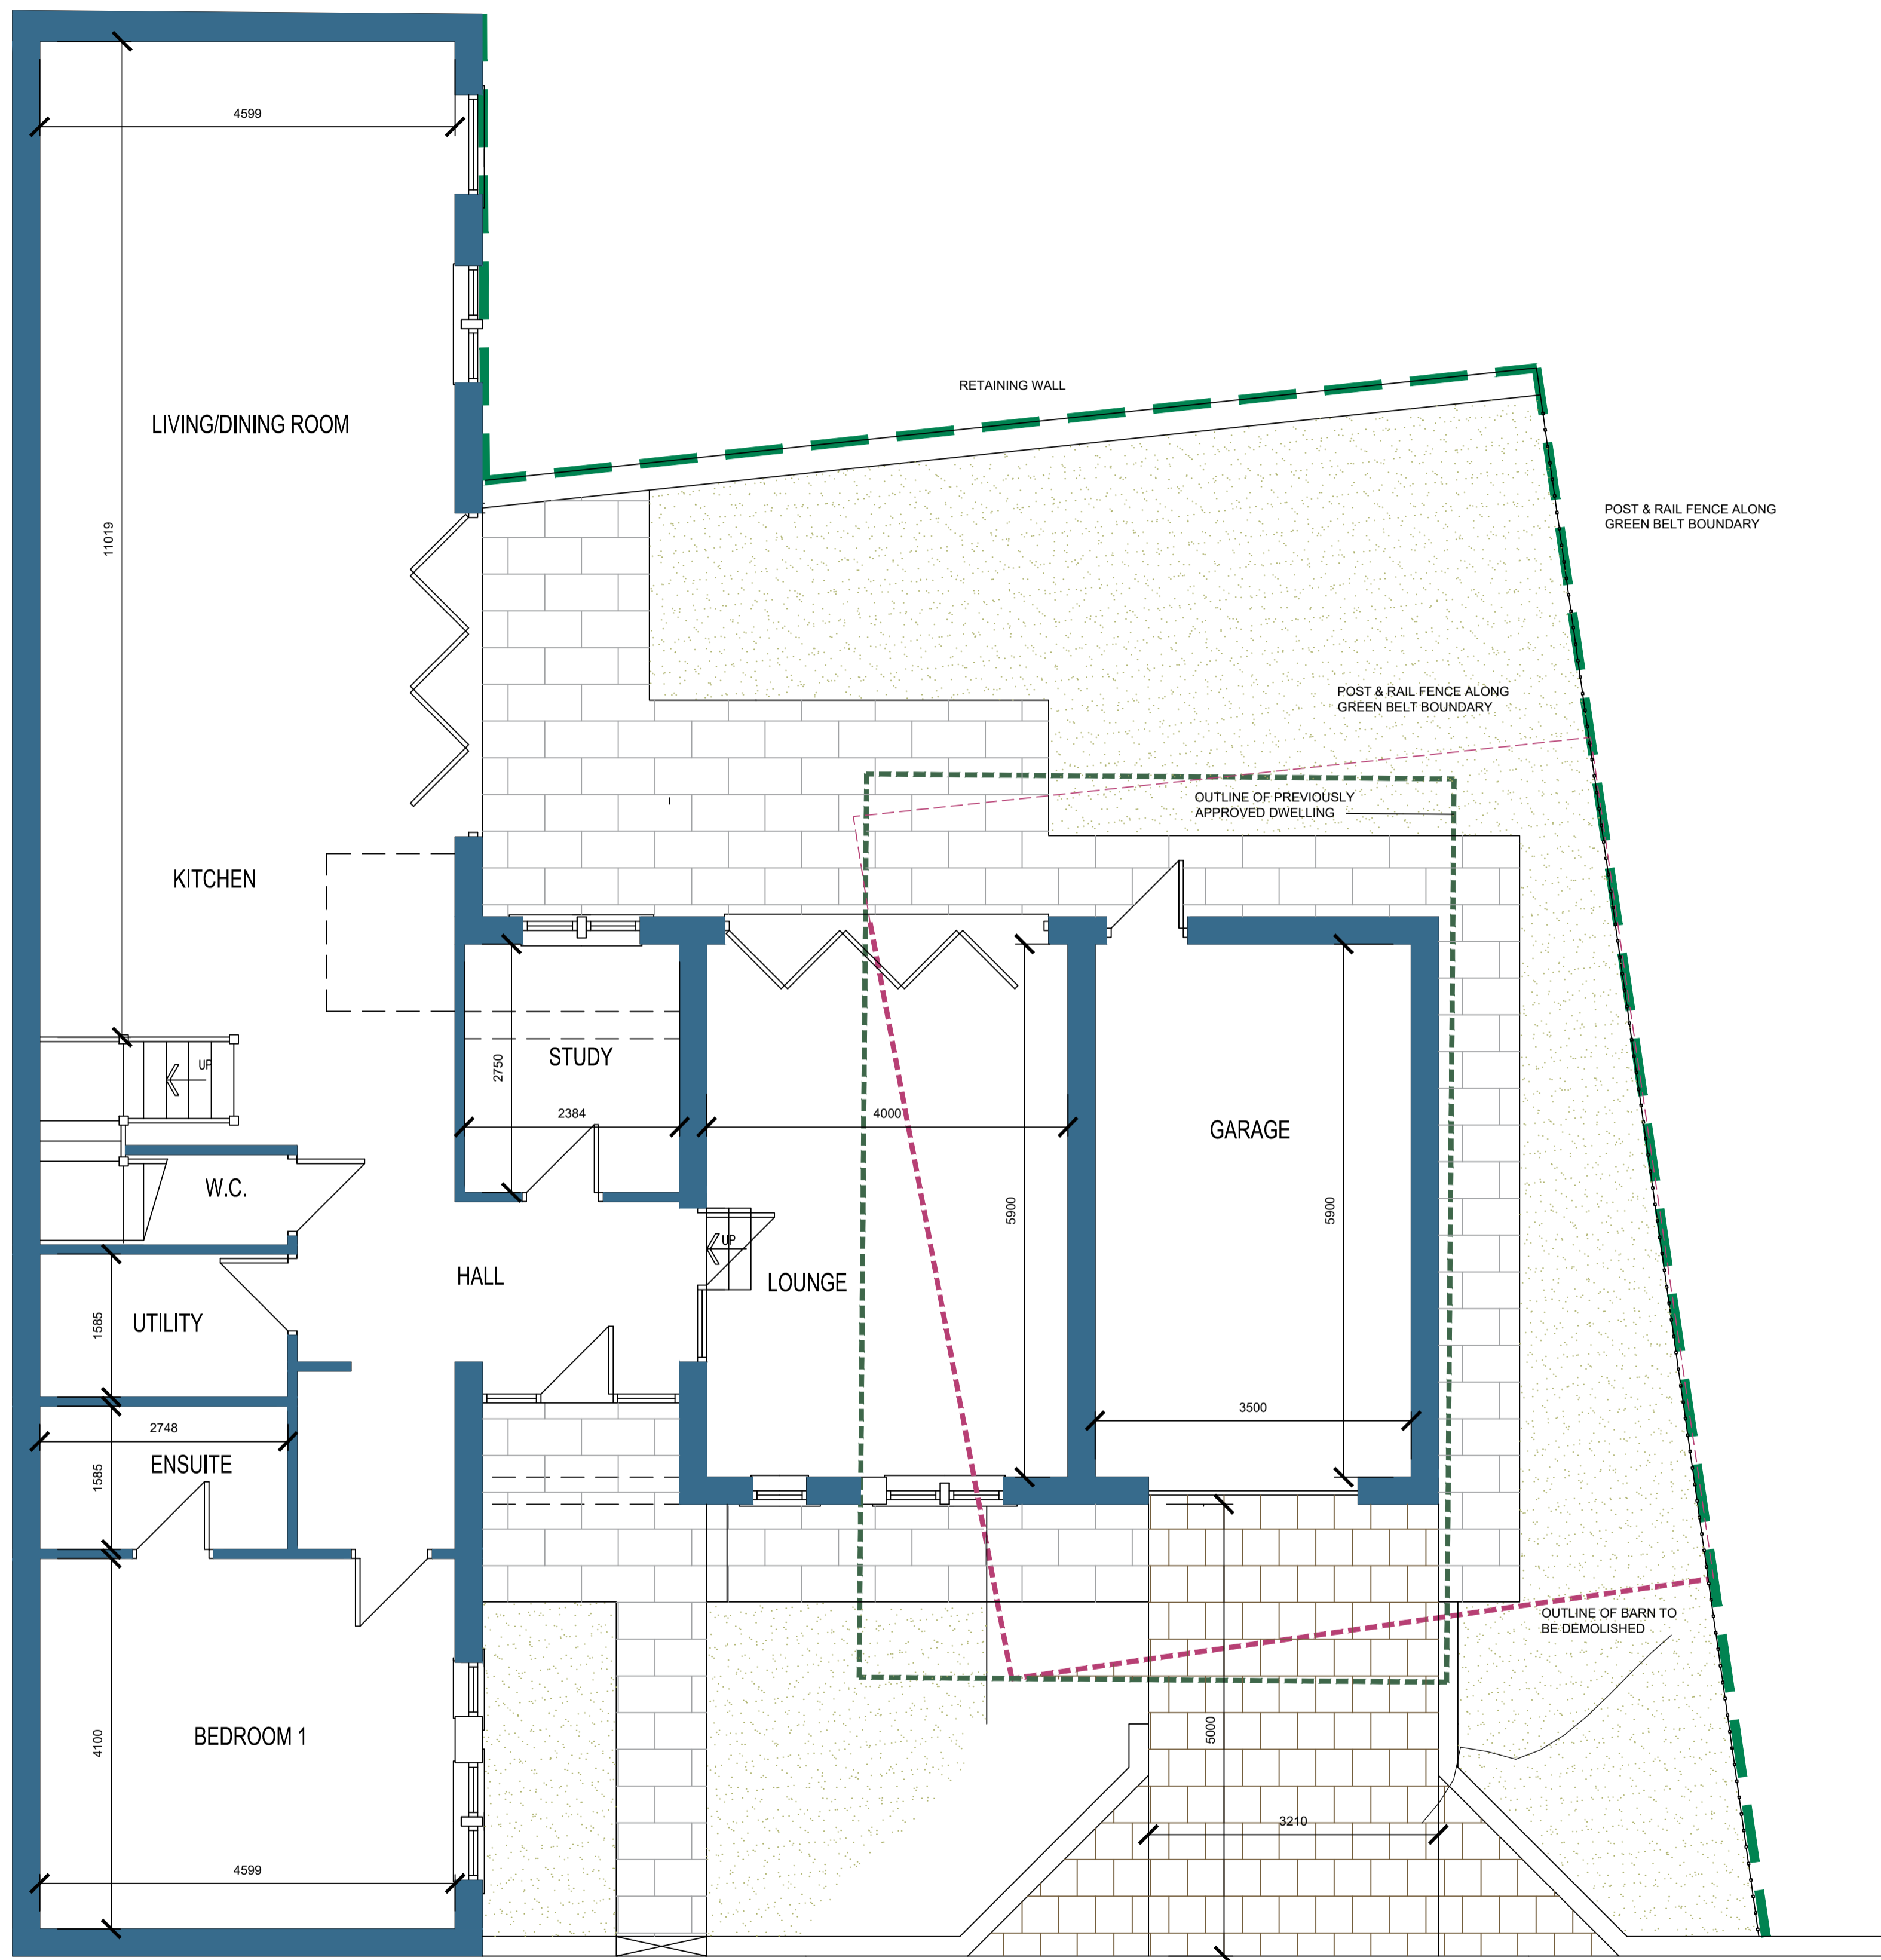 4599
RETAINING WALL
LIVING/DINING ROOM
11019
POST & RAIL FENCE ALONG
GREEN BELT BOUNDARY
POST & RAIL FENCE ALONG
GREEN BELT BOUNDARY
OUTLINE OF PREVIOUSLY
APPROVED DWELLING
KITCHEN
UP
STUDY
2750
2384
4000
GARAGE
W.C.
5900
5900
UP
HALL
LOUNGE
UTILITY
1585
3500
2748
ENSUITE
1585
OUTLINE OF BARN TO
BE DEMOLISHED
BEDROOM 1
4100
5000
3210
4599